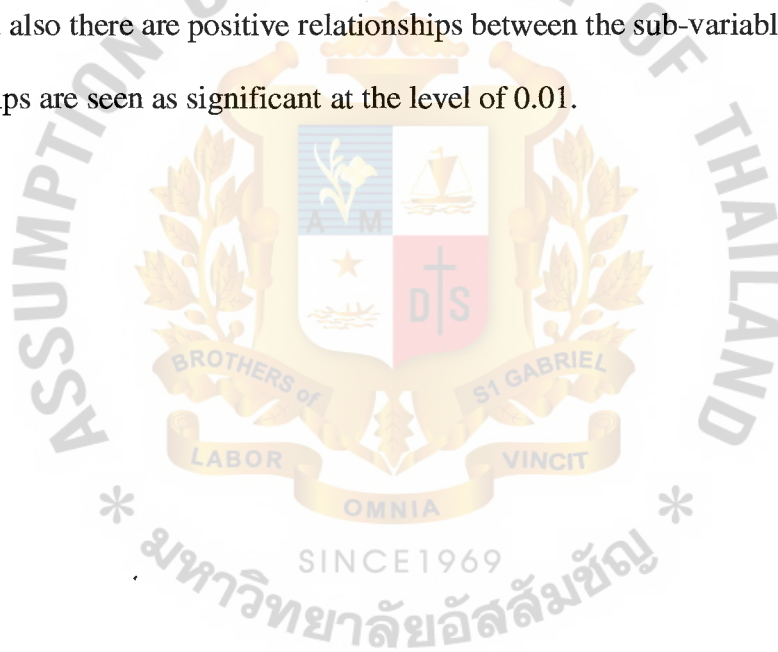 also there are positive relationships between the sub-variabl
ps are seen as significant at the level of 0.01.
ASSUMPTION
OF THAILAND
A M
D S
BROTHERS of
S1 GABRIEL
LABOR
VINCIT
OMNIA
* *
SINCE1969
มหาวิทยาลัยอัสสัมชัญ